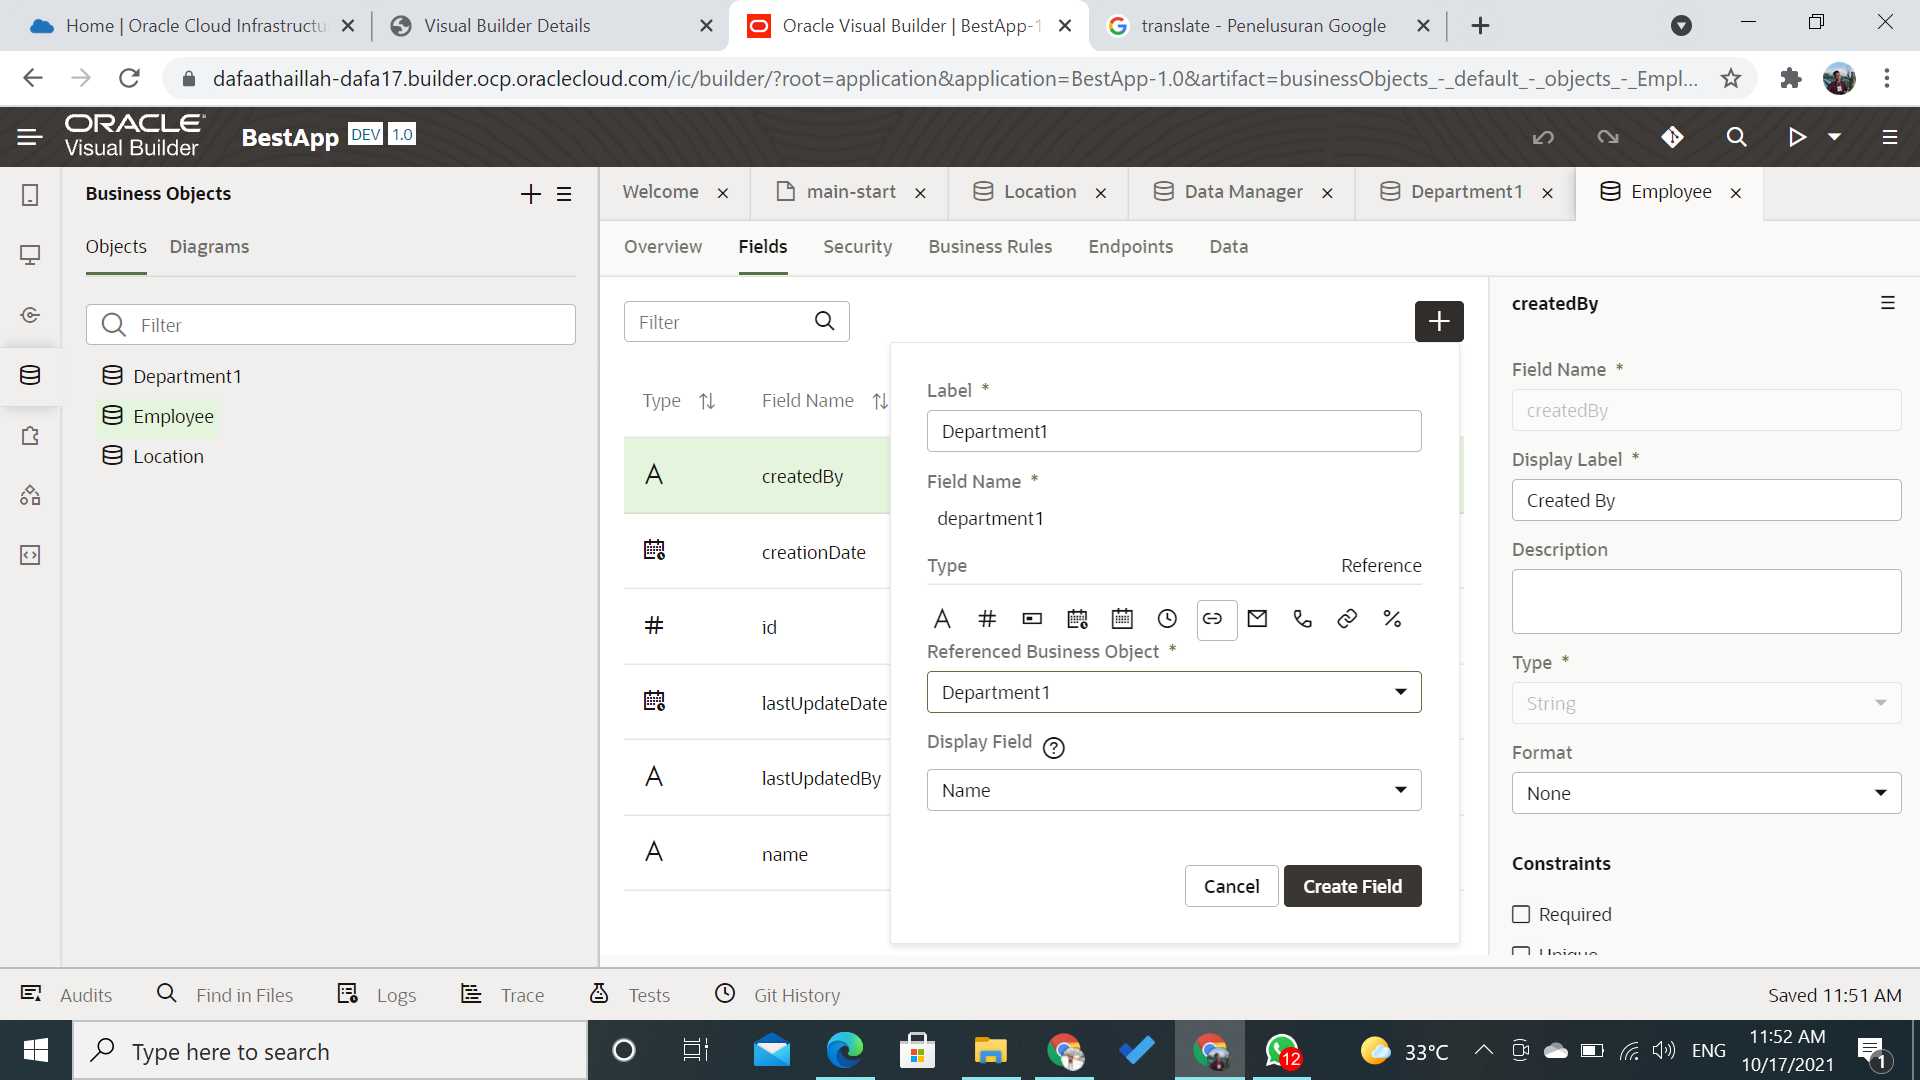 Home | Oracle Cloud Infrastructu
Visual Builder Details
Oracle Visual Builder | BestApp-1
translate - Penelusuran Google
dafaathaillah-dafa17.builder.ocp.oraclecloud.com/ic/builder/?root=application&application=BestApp-1.0&artifact=businessObjects_-_default_-_objects_-_Empl...
ORACLE
Visual Builder
BestApp DEV 1.0
Business Objects
Objects
Diagrams
Filter
Department1
Employee
Location
Welcome
main-start
Location
Data Manager
Department1
Employee
Overview
Fields
Security
Business Rules
Endpoints
Data
Filter
Type
Field Name
createdBy
creationDate
id
lastUpdateDate
lastUpdatedBy
name
Label *
Department1
Field Name *
department1
Type
Reference
Referenced Business Object *
Department1
Display Field
Name
Cancel
Create Field
createdBy
Field Name *
createdBy
Display Label *
Created By
Description
Type *
String
Format
None
Constraints
Required
Unique
Audits
Find in Files
Logs
Trace
Tests
Git History
Saved 11:51 AM
Type here to search
12
33°C
ENG
11:52 AM
10/17/2021
1